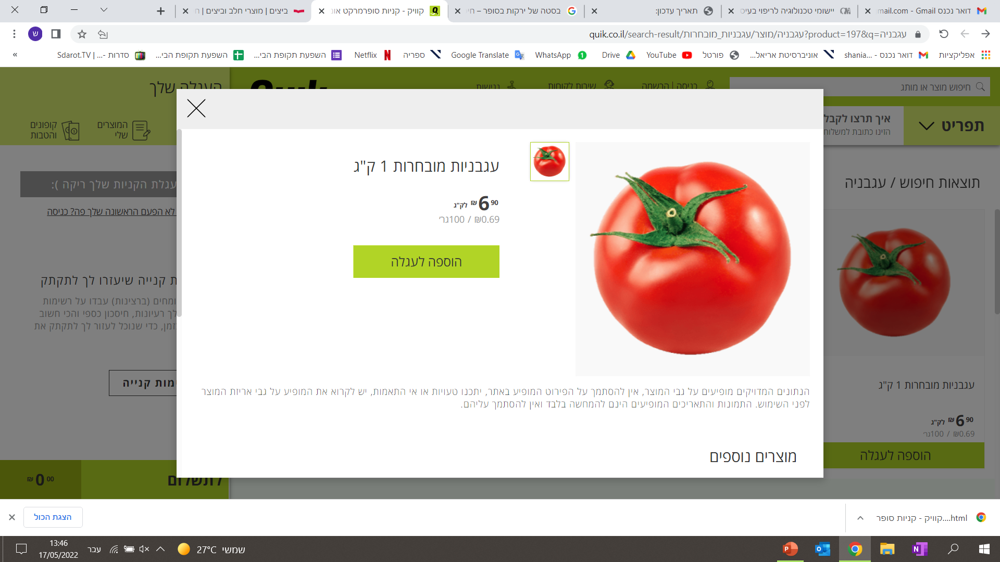 דואר נכנס - mail.com - Gmail
יישומי טכנולוגיה לריפוי בעיס
תאריך עדכון:
בסטה של ירקות בסופר – חי
קוויק - קניות סופרמרקט אונ
ביצים | מוצרי חלב וביצים | ח
quik.co.il/search-result/עגבניה/מוצר/עגבניות_מובחרות?product=197&q=עגבניה
ש
אפליקציות
דואר נכנס - shania...
אוניברסיטת אריאל...
פורטל
YouTube
Drive
WhatsApp
Google Translate
ספריה
Netflix
השפעת תקופת הבי...
השפעת תקופת הבי...
סדרות -... | Sdarot.TV
«
חיפוש מוצר או מותג
כניסה | הרשמה
שירות לקוחות
נגישות
Quik
העגלה שלך
תפריט
איך תרצו לקבל
הזינו כתובת למשלוח
המוצרים שלי
קופונים והטבות
תוצאות חיפוש / עגבניה
עגבניות מובחרות 1 ק"ג
6 90 ₪ לק"ג
₪0.69 / 100גר׳
הוספה לעגלה
עגבניות מובחרות 1 ק"ג
6 90 ₪ לק"ג
₪0.69 / 100גר׳
הוספה לעגלה
הנתונים המדויקים מופיעים על גבי המוצר, אין להסתמך על הפירוט המופיע באתר, יתכנו טעויות או אי התאמות, יש לקרוא את המופיע על גבי אריזת המוצר
לפני השימוש. התמונות והתאריכים המופיעים הינם להמחשה בלבד ואין להסתמך עליהם.
מוצרים נוספים
עגלת הקניות שלך ריקה ):
לא הפעם הראשונה שלך פה? כניסה
ת קנייה שיעזרו לך לתקתק
ומחים (ברצינות) עבדו על רשימות
לך רעיונות, חיסכון כספי והכי חשוב
זמן, כדי שנוכל לעזור לך לתקתק את
ימות קנייה
לתשלום
0 00 ₪
קוויק - קניות סופר....html
הצגת הכול
27°C שמשי
עבר
13:46
17/05/2022